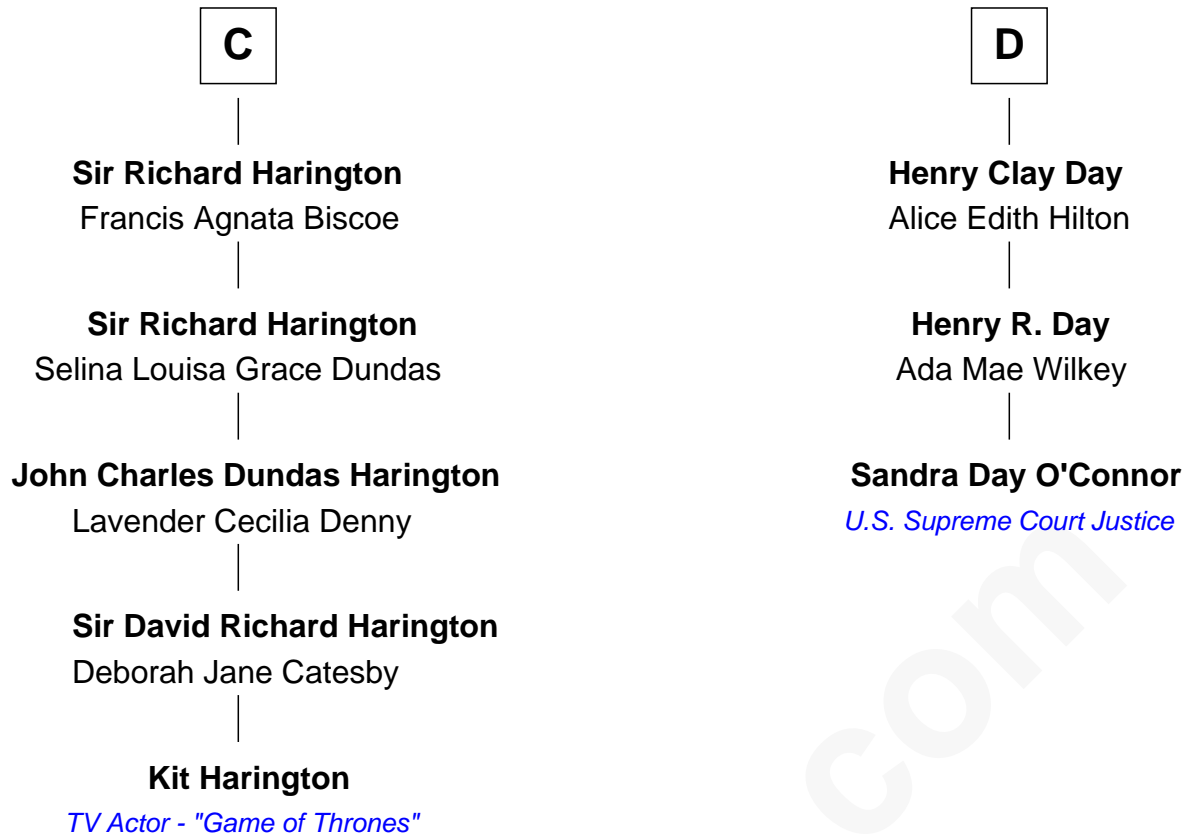 C
Sir Richard Harington
Francis Agnata Biscoe
Sir Richard Harington
Selina Louisa Grace Dundas
John Charles Dundas Harington
Lavender Cecilia Denny
Sir David Richard Harington
Deborah Jane Catesby
Kit Harington
TV Actor - "Game of Thrones"
D
Henry Clay Day
Alice Edith Hilton
Henry R. Day
Ada Mae Wilkey
Sandra Day O'Connor
U.S. Supreme Court Justice
com